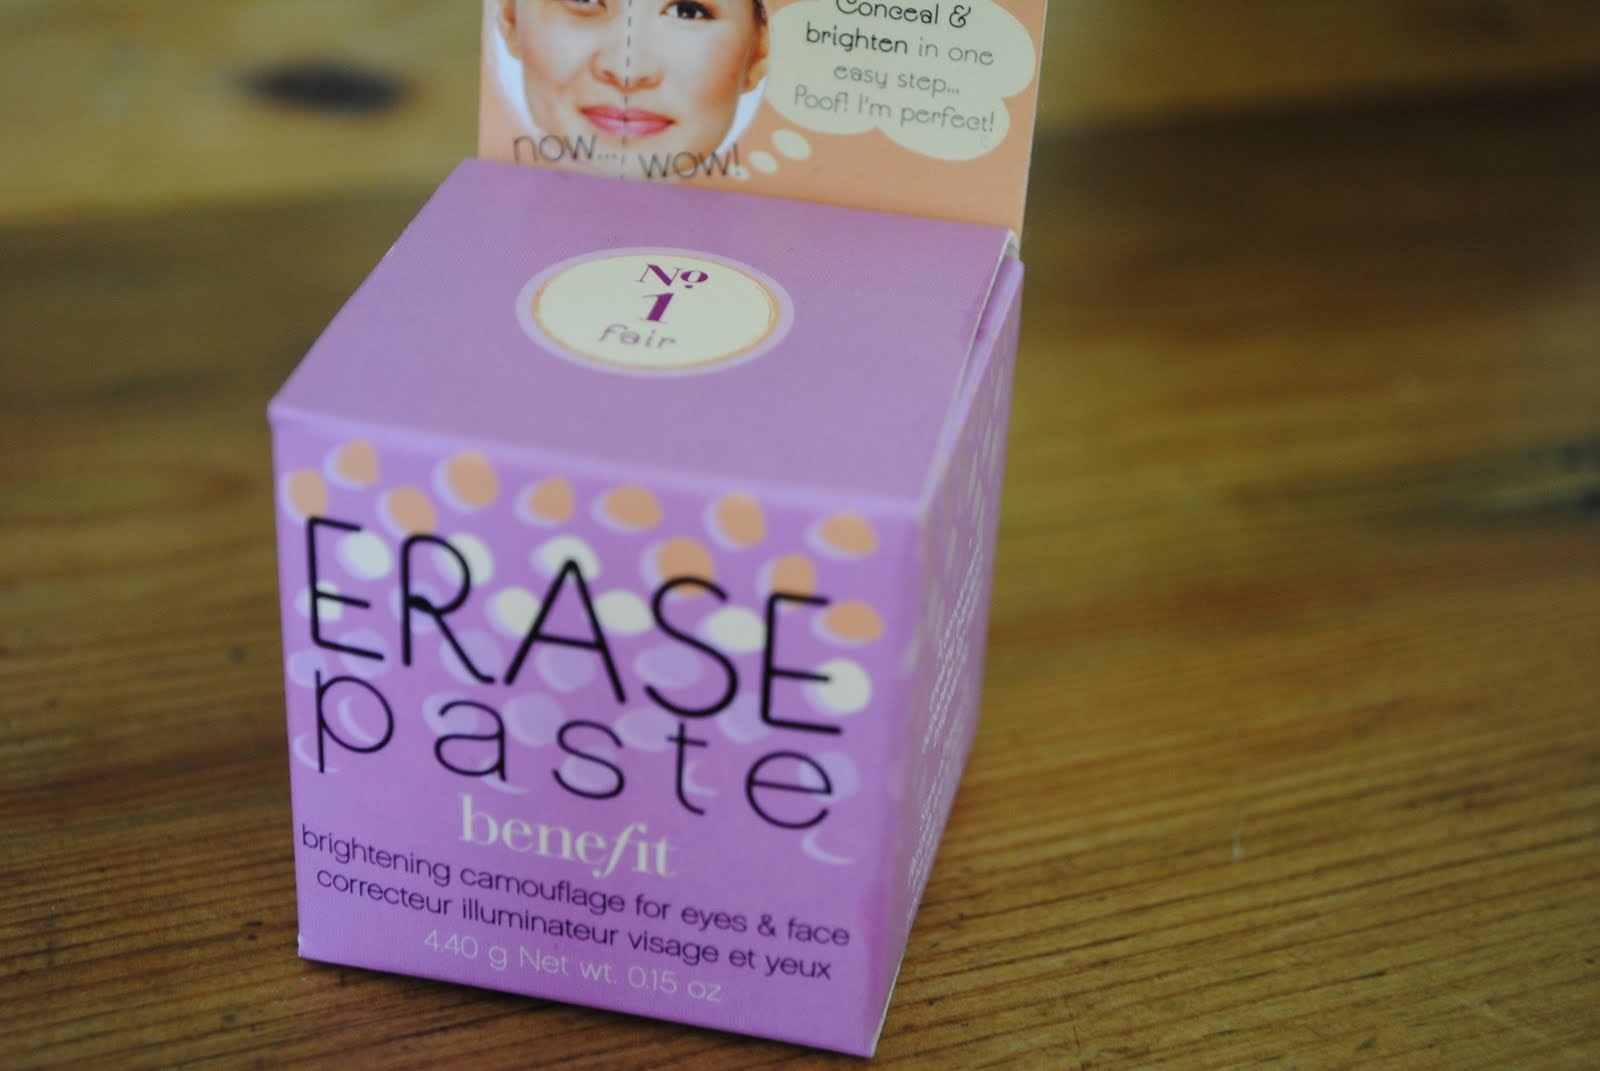 Conceal &
brighten in one
easy step...
Poof! I'm perfect!
now... wow!
Nº
1
fair
ERASE
paste
benefit
brightening camouflage for eyes & face
correcteur illuminateur visage et yeux
4.40 g Net wt. 0.15 oz